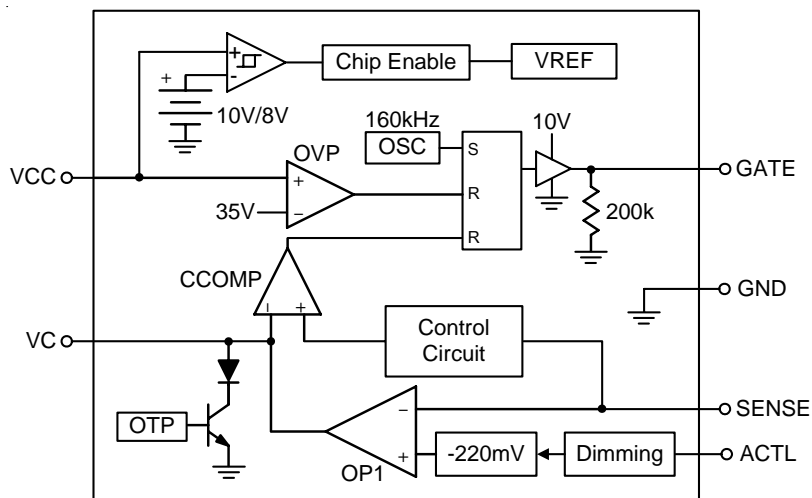 +
-
+
Chip Enable
VREF
10V/8V
160kHz
OSC
10V
S
OVP
VCC
+
R
GATE
35V
−
200k
R
CCOMP
GND
−
+
Control
Circuit
VC
−
SENSE
OTP
+
-220mV
Dimming
ACTL
OP1